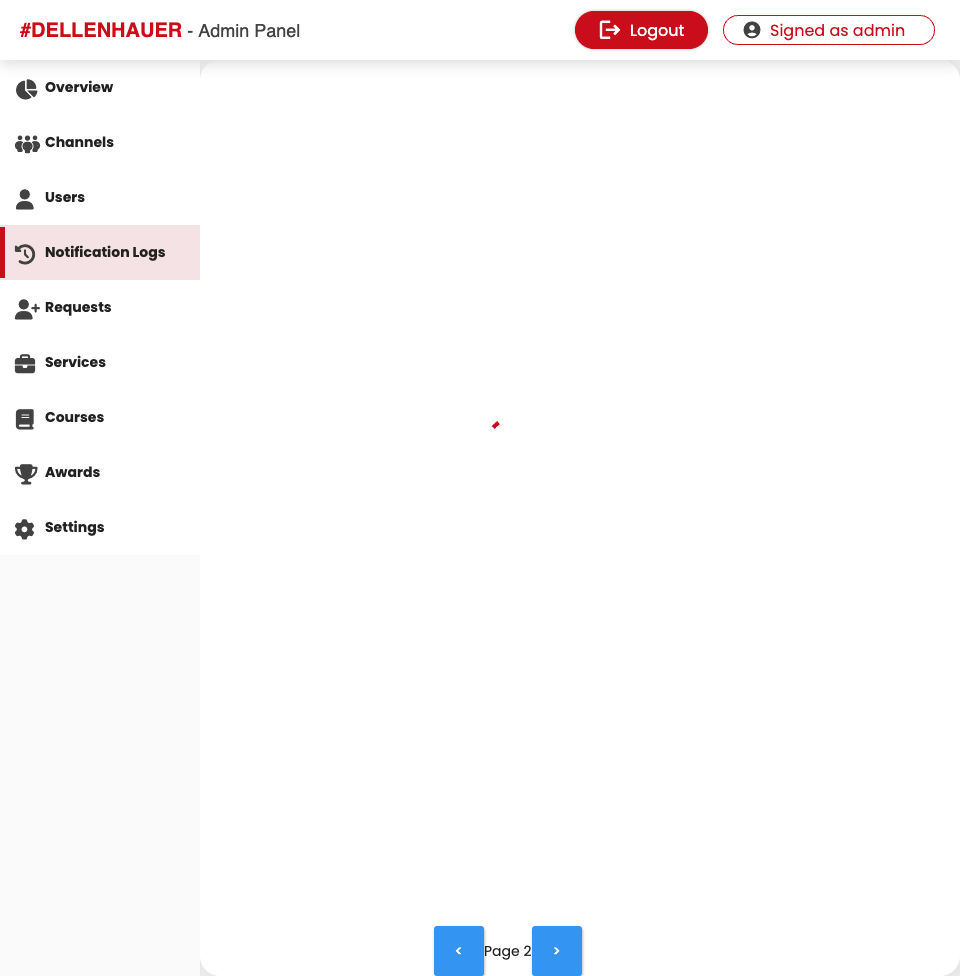 #DELLENHAUER - Admin Panel
Logout
Signed as admin
Overview
Channels
Users
Notification Logs
Requests
Services
Courses
Awards
Settings
< Page 2 >